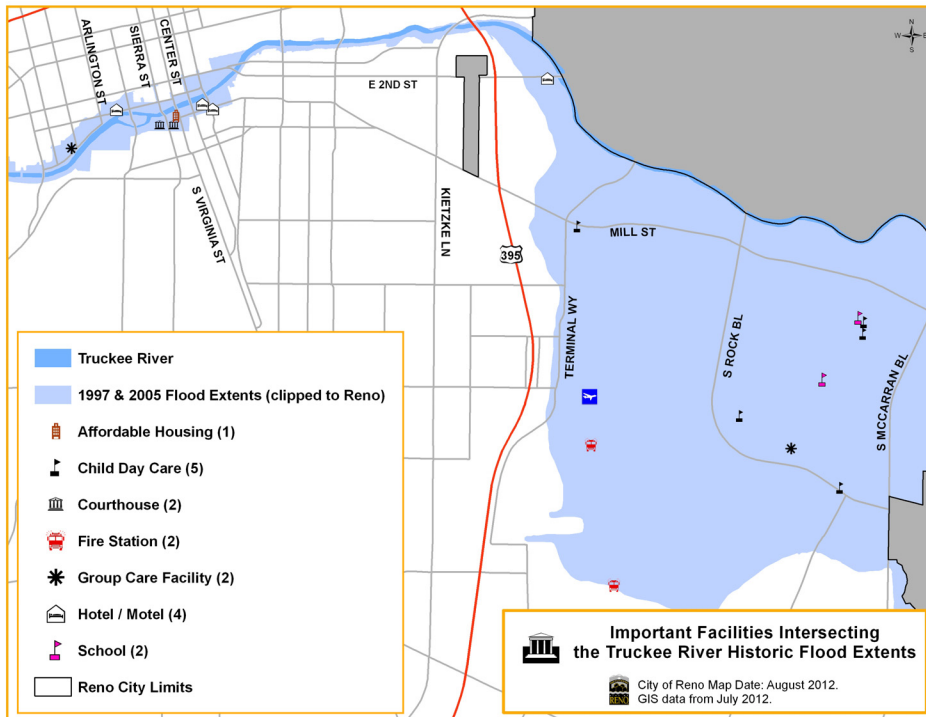 ARLINGTON ST
SIERRA ST
CENTER ST
N
W E
S
E 2ND ST
S VIRGINIA ST
KIETZKE LN
395
MILL ST
TERMINAL WY
S ROCK BL
S MCCARRAN BL
Truckee River
1997 & 2005 Flood Extents (clipped to Reno)
Affordable Housing (1)
Child Day Care (5)
Courthouse (2)
Fire Station (2)
Group Care Facility (2)
Hotel / Motel (4)
School (2)
Reno City Limits
Important Facilities Intersecting
the Truckee River Historic Flood Extents
RENO
City of Reno Map Date: August 2012.
GIS data from July 2012.